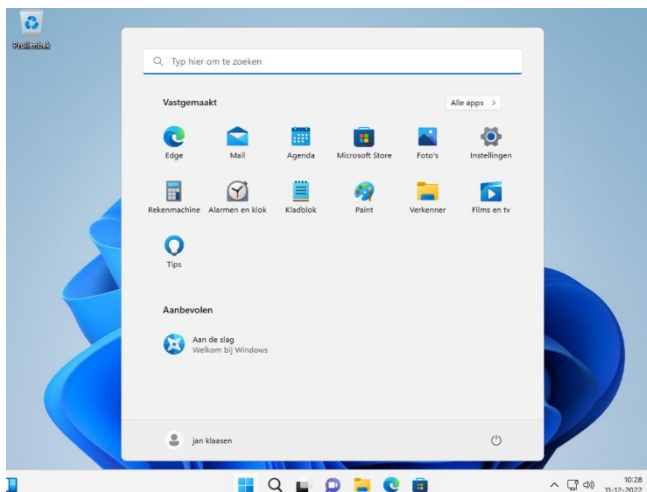 Prullenbak
Typ hier om te zoeken
Vastgemaakt
Alle apps
Edge Mail Agenda Microsoft Store Foto's Instellingen
Rekenmachine Alarmen en klok Kladblok Paint Verkenner Films en tv
Tips
Aanbevolen
Aan de slag
Welkom bij Windows
jan klaasen
10:28
11-12-2022